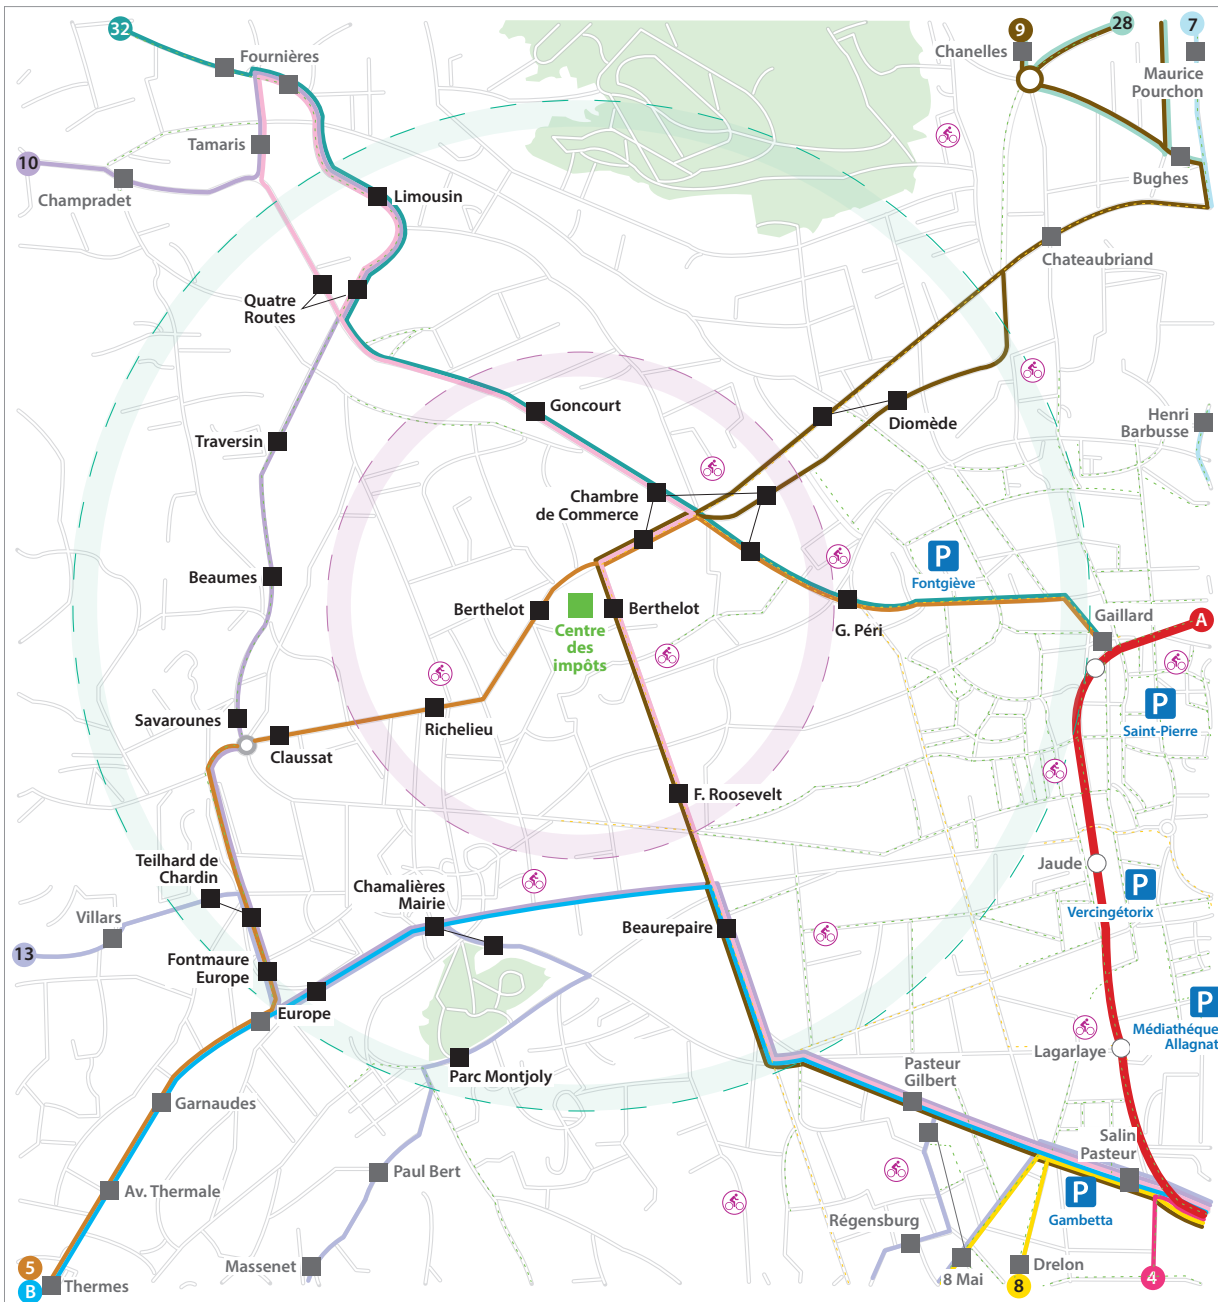 32
Fournières
9
28
7
Chanelles
Maurice
Pourchon
Tamaris
10
Champradet
Limousin
Bughes
Chateaubriand
Quatre
Routes
Goncourt
Diomède
Henri
Barbusse
Traversin
Chambre
de Commerce
P
Fontgiève
Beaumes
Berthelot
Berthelot
Centre
des
impôts
G. Péri
Gaillard
A
P
Saint-Pierre
Savarounes
Richelieu
Claussat
F. Roosevelt
Teilhard de
Chardin
Chamalières
Mairie
Jaude
P
Vercingétorix
Villars
13
Beaurepaire
Fontmaure
Europe
Europe
P
Médiathéque
Allagnat
Lagarlaye
Parc Montjoly
Pasteur
Gilbert
Garnaudes
Salin
Pasteur
Paul Bert
Av. Thermale
P
Gambetta
Régensburg
5
B
Thermes
Massenet
8 Mai
Drelon
8
4